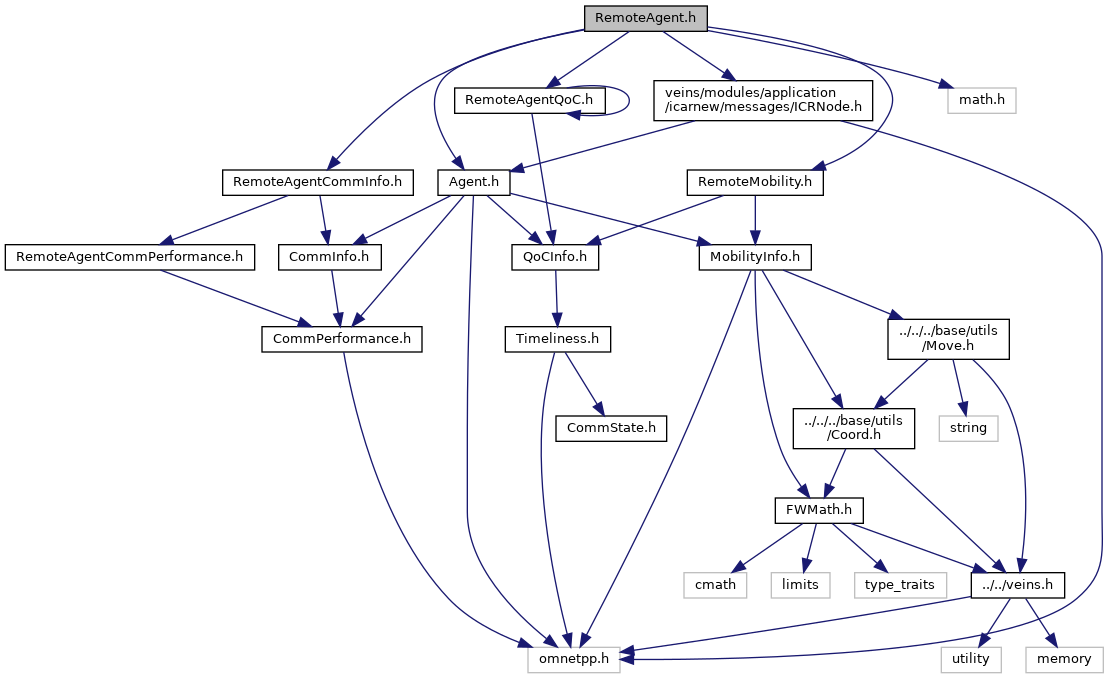 RemoteAgent.h
RemoteAgentQoC.h
veins/modules/application
/icarnew/messages/ICRNode.h
math.h
RemoteAgentCommInfo.h
Agent.h
RemoteMobility.h
RemoteAgentCommPerformance.h
CommInfo.h
QoCInfo.h
MobilityInfo.h
CommPerformance.h
Timeliness.h
../../../base/utils
/Move.h
CommState.h
../../../base/utils
/Coord.h
string
FWMath.h
cmath
limits
type_traits
../../veins.h
omnetpp.h
utility
memory